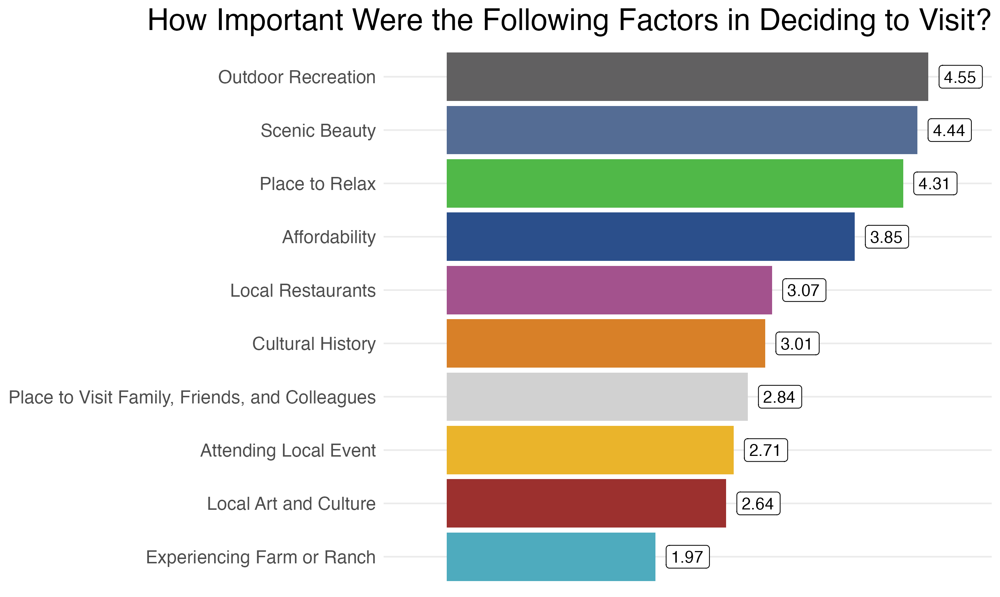 How Important Were the Following Factors in Deciding to Visit?
Outdoor Recreation 4.55
Scenic Beauty 4.44
Place to Relax 4.31
Affordability 3.85
Local Restaurants 3.07
Cultural History 3.01
Place to Visit Family, Friends, and Colleagues 2.84
Attending Local Event 2.71
Local Art and Culture 2.64
Experiencing Farm or Ranch 1.97